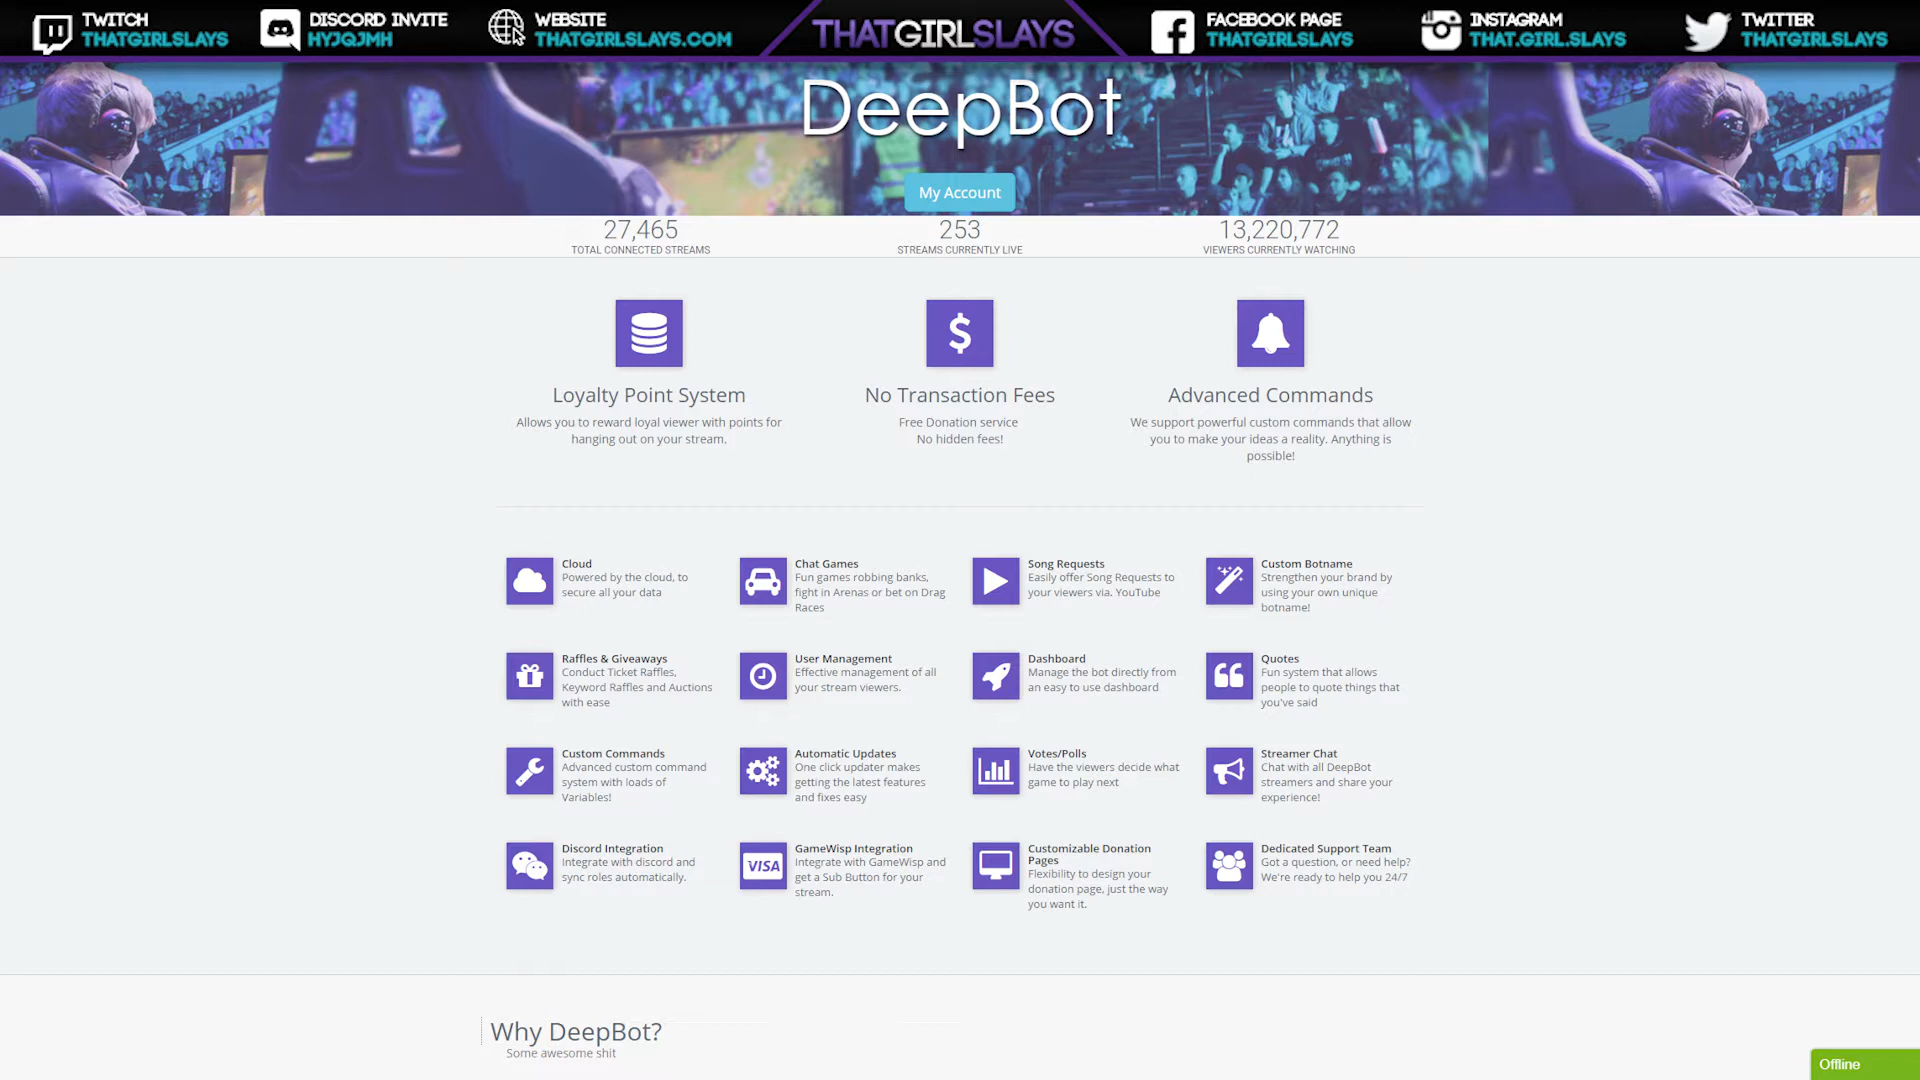 TWITCH
THATGIRLSLAYS
DISCORD INVITE
HYJQJMH
WEBSITE
THATGIRLSLAYS.COM
THATGIRLSLAYS
FACEBOOK PAGE
THATGIRLSLAYS
INSTAGRAM
THAT.GIRL.SLAYS
TWITTER
THATGIRLSLAYS
DeepBot
My Account
27,465
TOTAL CONNECTED STREAMS
253
STREAMS CURRENTLY LIVE
13,220,772
VIEWERS CURRENTLY WATCHING
Loyalty Point System
Allows you to reward loyal viewer with points for
hanging out on your stream.
No Transaction Fees
Free Donation service
No hidden fees!
Advanced Commands
We support powerful custom commands that allow
you to make your ideas a reality. Anything is
possible!
Cloud
Powered by the cloud, to
secure all your data
Chat Games
Fun games robbing banks,
fight in Arenas or bet on Drag
Races
Song Requests
Easily offer Song Requests to
your viewers via. YouTube
Custom Botname
Strengthen your brand by
using your own unique
botname!
Raffles & Giveaways
Conduct Ticket Raffles,
Keyword Raffles and Auctions
with ease
User Management
Effective management of all
your stream viewers.
Dashboard
Manage the bot directly from
an easy to use dashboard
Quotes
Fun system that allows
people to quote things that
you've said
Custom Commands
Advanced custom command
system with loads of
Variables!
Automatic Updates
One click updater makes
getting the latest features
and fixes easy
Votes/Polls
Have the viewers decide what
game to play next
Streamer Chat
Chat with all DeepBot
streamers and share your
experience!
Discord Integration
Integrate with discord and
sync roles automatically.
VISA
GameWisp Integration
Integrate with GameWisp and
get a Sub Button for your
stream.
Customizable Donation
Pages
Flexibility to design your
donation page, just the way
you want it.
Dedicated Support Team
Got a question, or need help?
We're ready to help you 24/7
Why DeepBot?
Some awesome shit
Offline